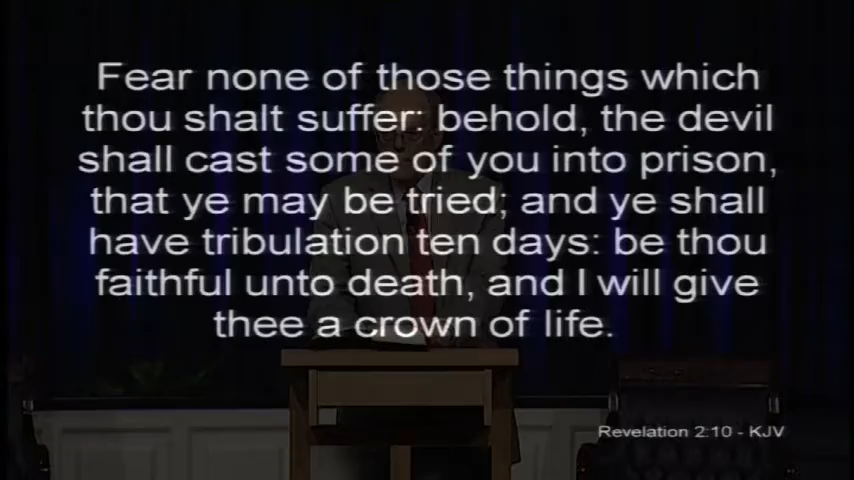 Fear none of those things which
thou shalt suffer: behold, the devil
shall cast some of you into prison,
that ye may be tried; and ye shall
have tribulation ten days: be thou
faithful unto death, and I will give
thee a crown of life.
Revelation 2:10 - KJV